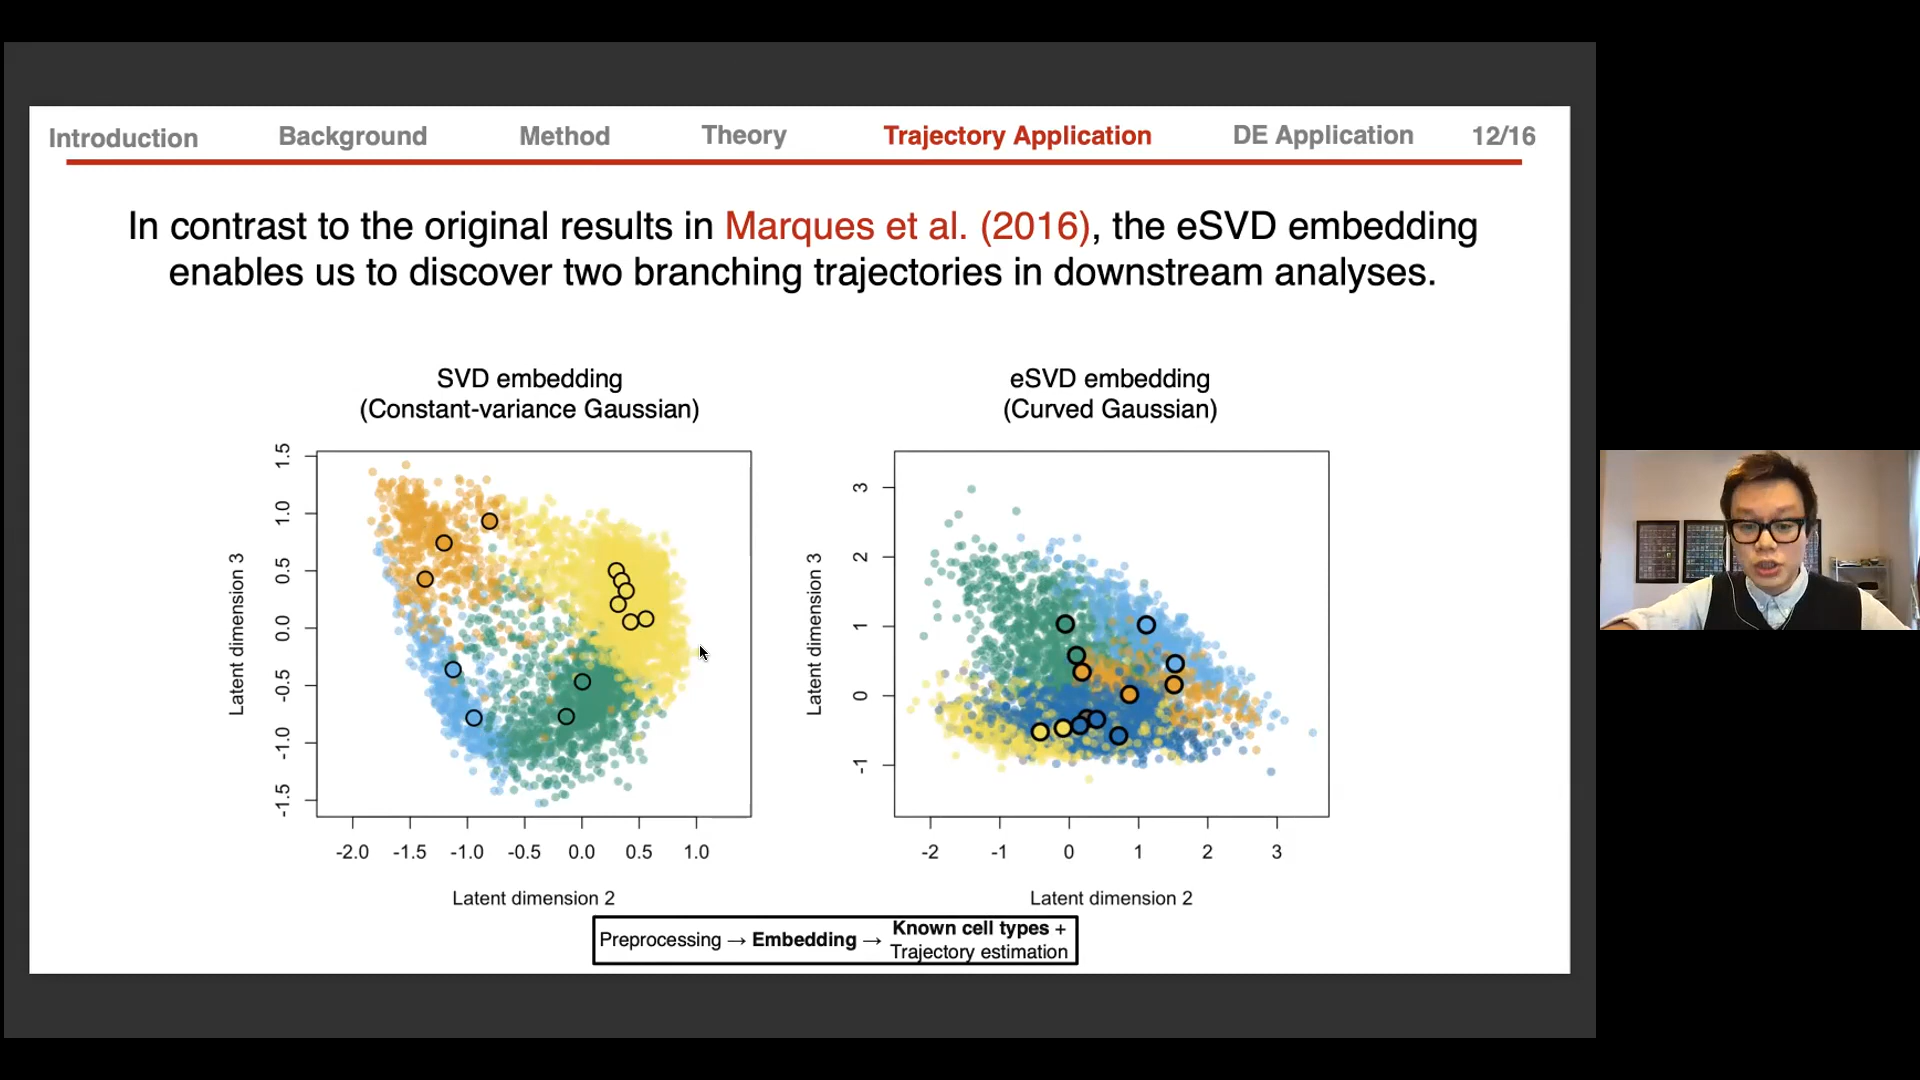 Introduction Background Method Theory Trajectory Application DE Application 12/16
In contrast to the original results in Marques et al. (2016), the eSVD embedding
enables us to discover two branching trajectories in downstream analyses.
SVD embedding
(Constant-variance Gaussian)
1.5
1.0
0.5
0.0
-0.5
-1.0
-1.5
Latent dimension 3
-2.0 -1.5 -1.0 -0.5 0.0 0.5 1.0
Latent dimension 2
eSVD embedding
(Curved Gaussian)
3
2
1
0
-1
Latent dimension 3
-2 -1 0 1 2 3
Latent dimension 2
Preprocessing → Embedding → Known cell types +
Trajectory estimation